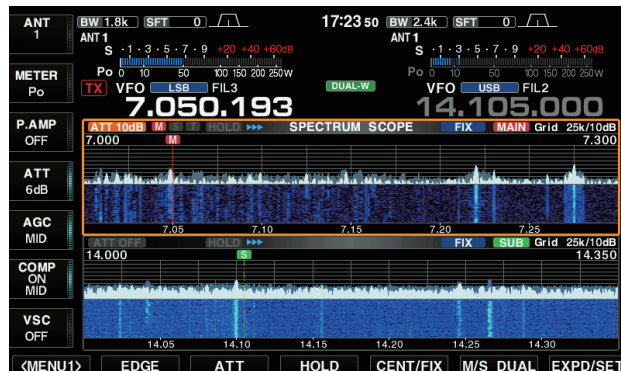 ANT
1
BW 1.8k SFT 0
17:23 50
BW 2.4k SFT 0
ANT 1
S ·1·3·5·7·9 +20 +40 +60dB
Po 0 10 50 100 150 200 250W
ANT 1
S ·1·3·5·7·9 +20 +40 +60dB
Po 0 10 50 100 150 200 250W
METER
Po
TX VFO LSB FIL3
DUAL-W
VFO USB FIL2
7.050.193
14.105.000
P.AMP
OFF
ATT 10dB M S T HOLD SPECTRUM SCOPE FIX MAIN Grid 25k/10dB
7.000 M 7.300
ATT
6dB
AGC
MID
7.05 7.10 7.15 7.20 7.25
ATT OFF HOLD FIX SUB Grid 25k/10dB
14.000 S 14.350
COMP
ON
MID
VSC
OFF
14.05 14.10 14.15 14.20 14.25 14.30
<MENU1> EDGE ATT HOLD CENT/FIX M/S DUAL EXPD/SET